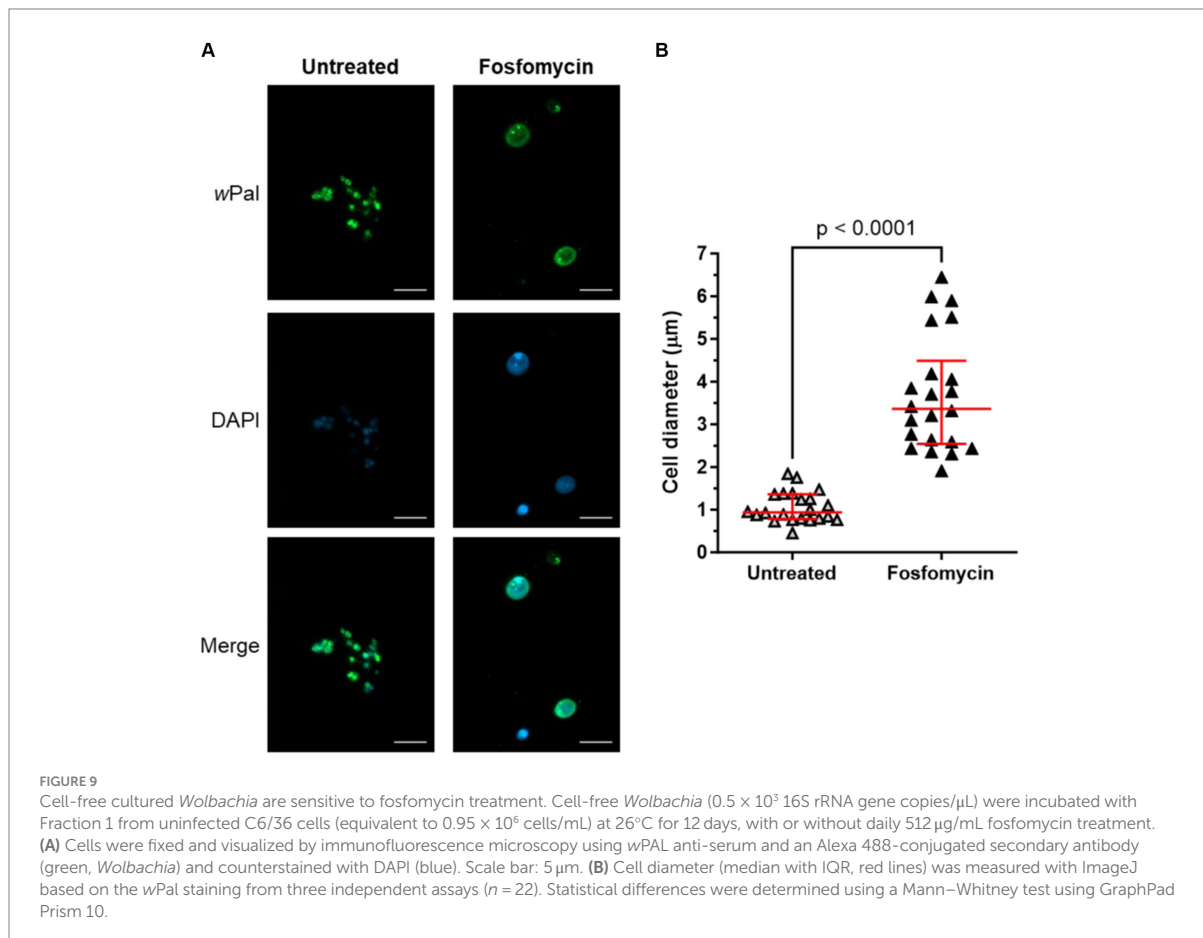 A
Untreated
Fosfomycin
wPal
DAPI
Merge
B
p < 0.0001
Cell diameter (µm)
7
6
5
4
3
2
1
0
Untreated
Fosfomycin
FIGURE 9
Cell-free cultured Wolbachia are sensitive to fosfomycin treatment. Cell-free Wolbachia (0.5 × 10³ 16S rRNA gene copies/µL) were incubated with
Fraction 1 from uninfected C6/36 cells (equivalent to 0.95 × 10⁶ cells/mL) at 26°C for 12 days, with or without daily 512 µg/mL fosfomycin treatment.
(A) Cells were fixed and visualized by immunofluorescence microscopy using wPAL anti-serum and an Alexa 488-conjugated secondary antibody
(green, Wolbachia) and counterstained with DAPI (blue). Scale bar: 5 µm. (B) Cell diameter (median with IQR, red lines) was measured with ImageJ
based on the wPal staining from three independent assays (n = 22). Statistical differences were determined using a Mann–Whitney test using GraphPad
Prism 10.